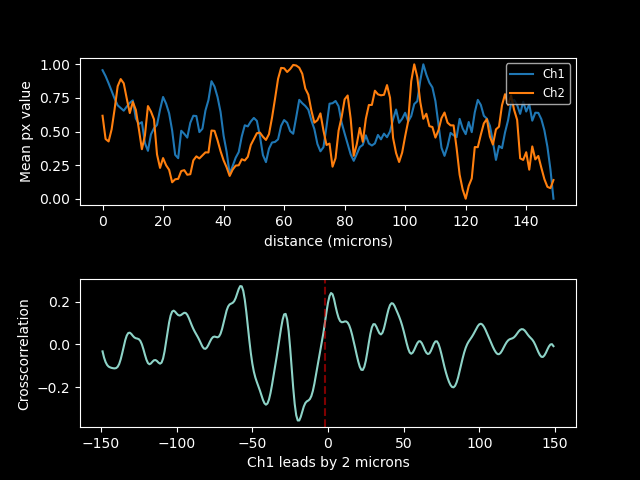 1.00
0.75
0.50
0.25
0.00
Mean px value
Ch1
Ch2
0 20 40 60 80 100 120 140
distance (microns)
0.2
0.0
−0.2
Crosscorrelation
−150 −100 −50 0 50 100 150
Ch1 leads by 2 microns